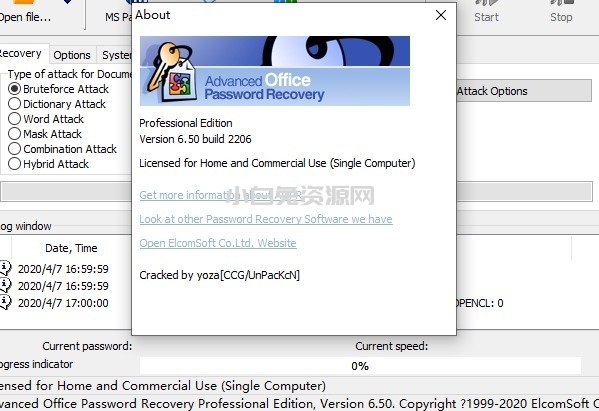 Open file...
MS Pa
Start
Stop
About
Recovery
Options
System
Type of attack for Docume
Bruteforce Attack
Dictionary Attack
Word Attack
Mask Attack
Combination Attack
Hybrid Attack
Attack Options
Advanced Office
Password Recovery
Professional Edition
Version 6.50 build 2206
Licensed for Home and Commercial Use (Single Computer)
Get more information about AOPR
小白兔资源网
Look at other Password Recovery Software we have
Open ElcomSoft Co.Ltd. Website
Cracked by yoza[CCG/UnPacKcN]
og window
Date, Time
2020/4/7 16:59:59
2020/4/7 16:59:59
2020/4/7 17:00:00
OPENCL: 0
Current password:
Current speed:
ogress indicator
0%
ensed for Home and Commercial Use (Single Computer)
anced Office Password Recovery Professional Edition, Version 6.50. Copyright ?1999-2020 ElcomSoft C